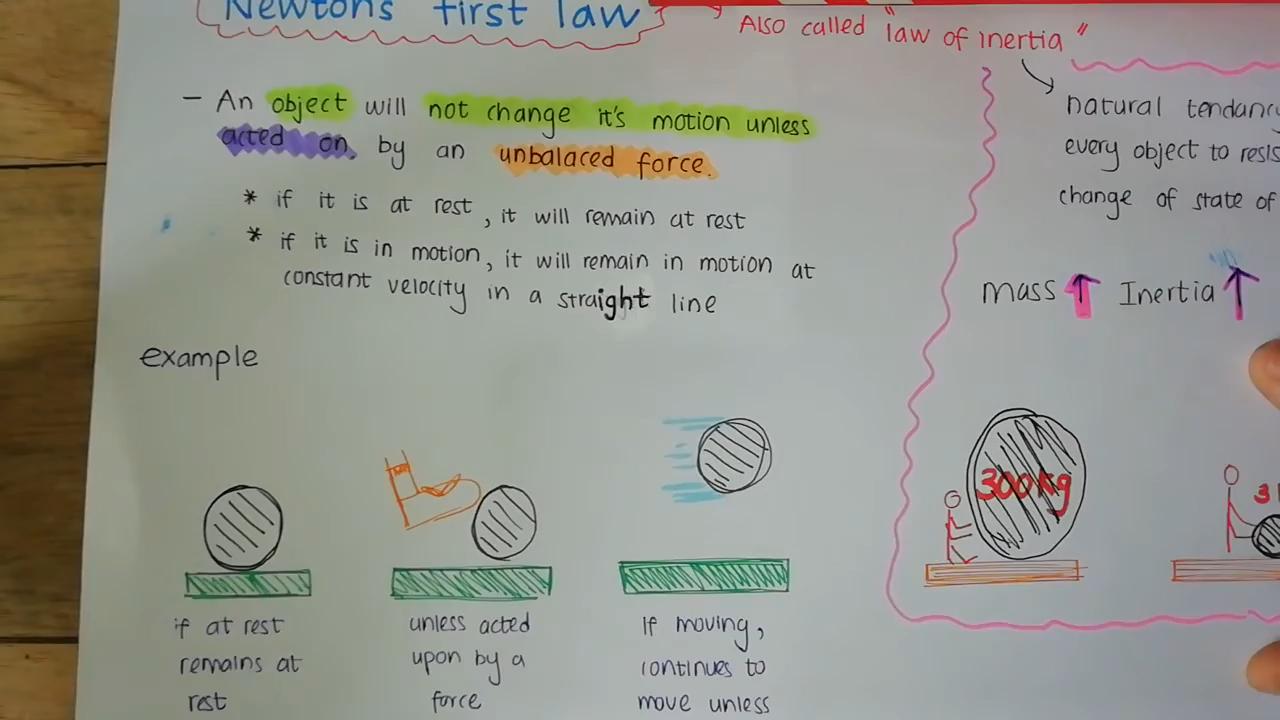 Newtons first law
Also called "law of inertia"
- An object will not change it's motion unless
acted on by an unbalaced force.
* if it is at rest, it will remain at rest
* if it is in motion, it will remain in motion at
constant velocity in a straight line
natural tendancy
every object to resis
change of state of
mass ↑ Inertia ↑
example
300kg
3
if at rest
remains at
rest
unless acted
upon by a
force
If moving,
continues to
move unless